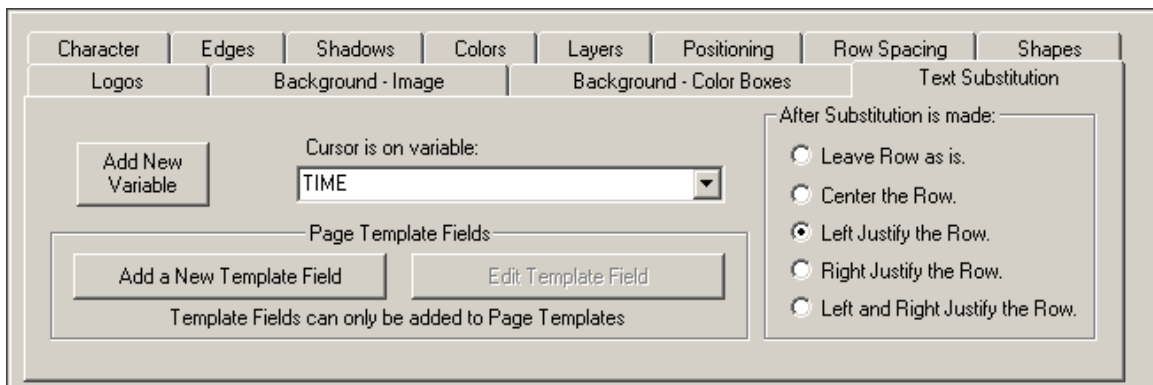 Character Edges Shadows Colors Layers Positioning Row Spacing Shapes
Logos Background - Image Background - Color Boxes Text Substitution
Add New
Variable
Cursor is on variable:
TIME
Page Template Fields
Add a New Template Field Edit Template Field
Template Fields can only be added to Page Templates
After Substitution is made:
Leave Row as is.
Center the Row.
Left Justify the Row.
Right Justify the Row.
Left and Right Justify the Row.